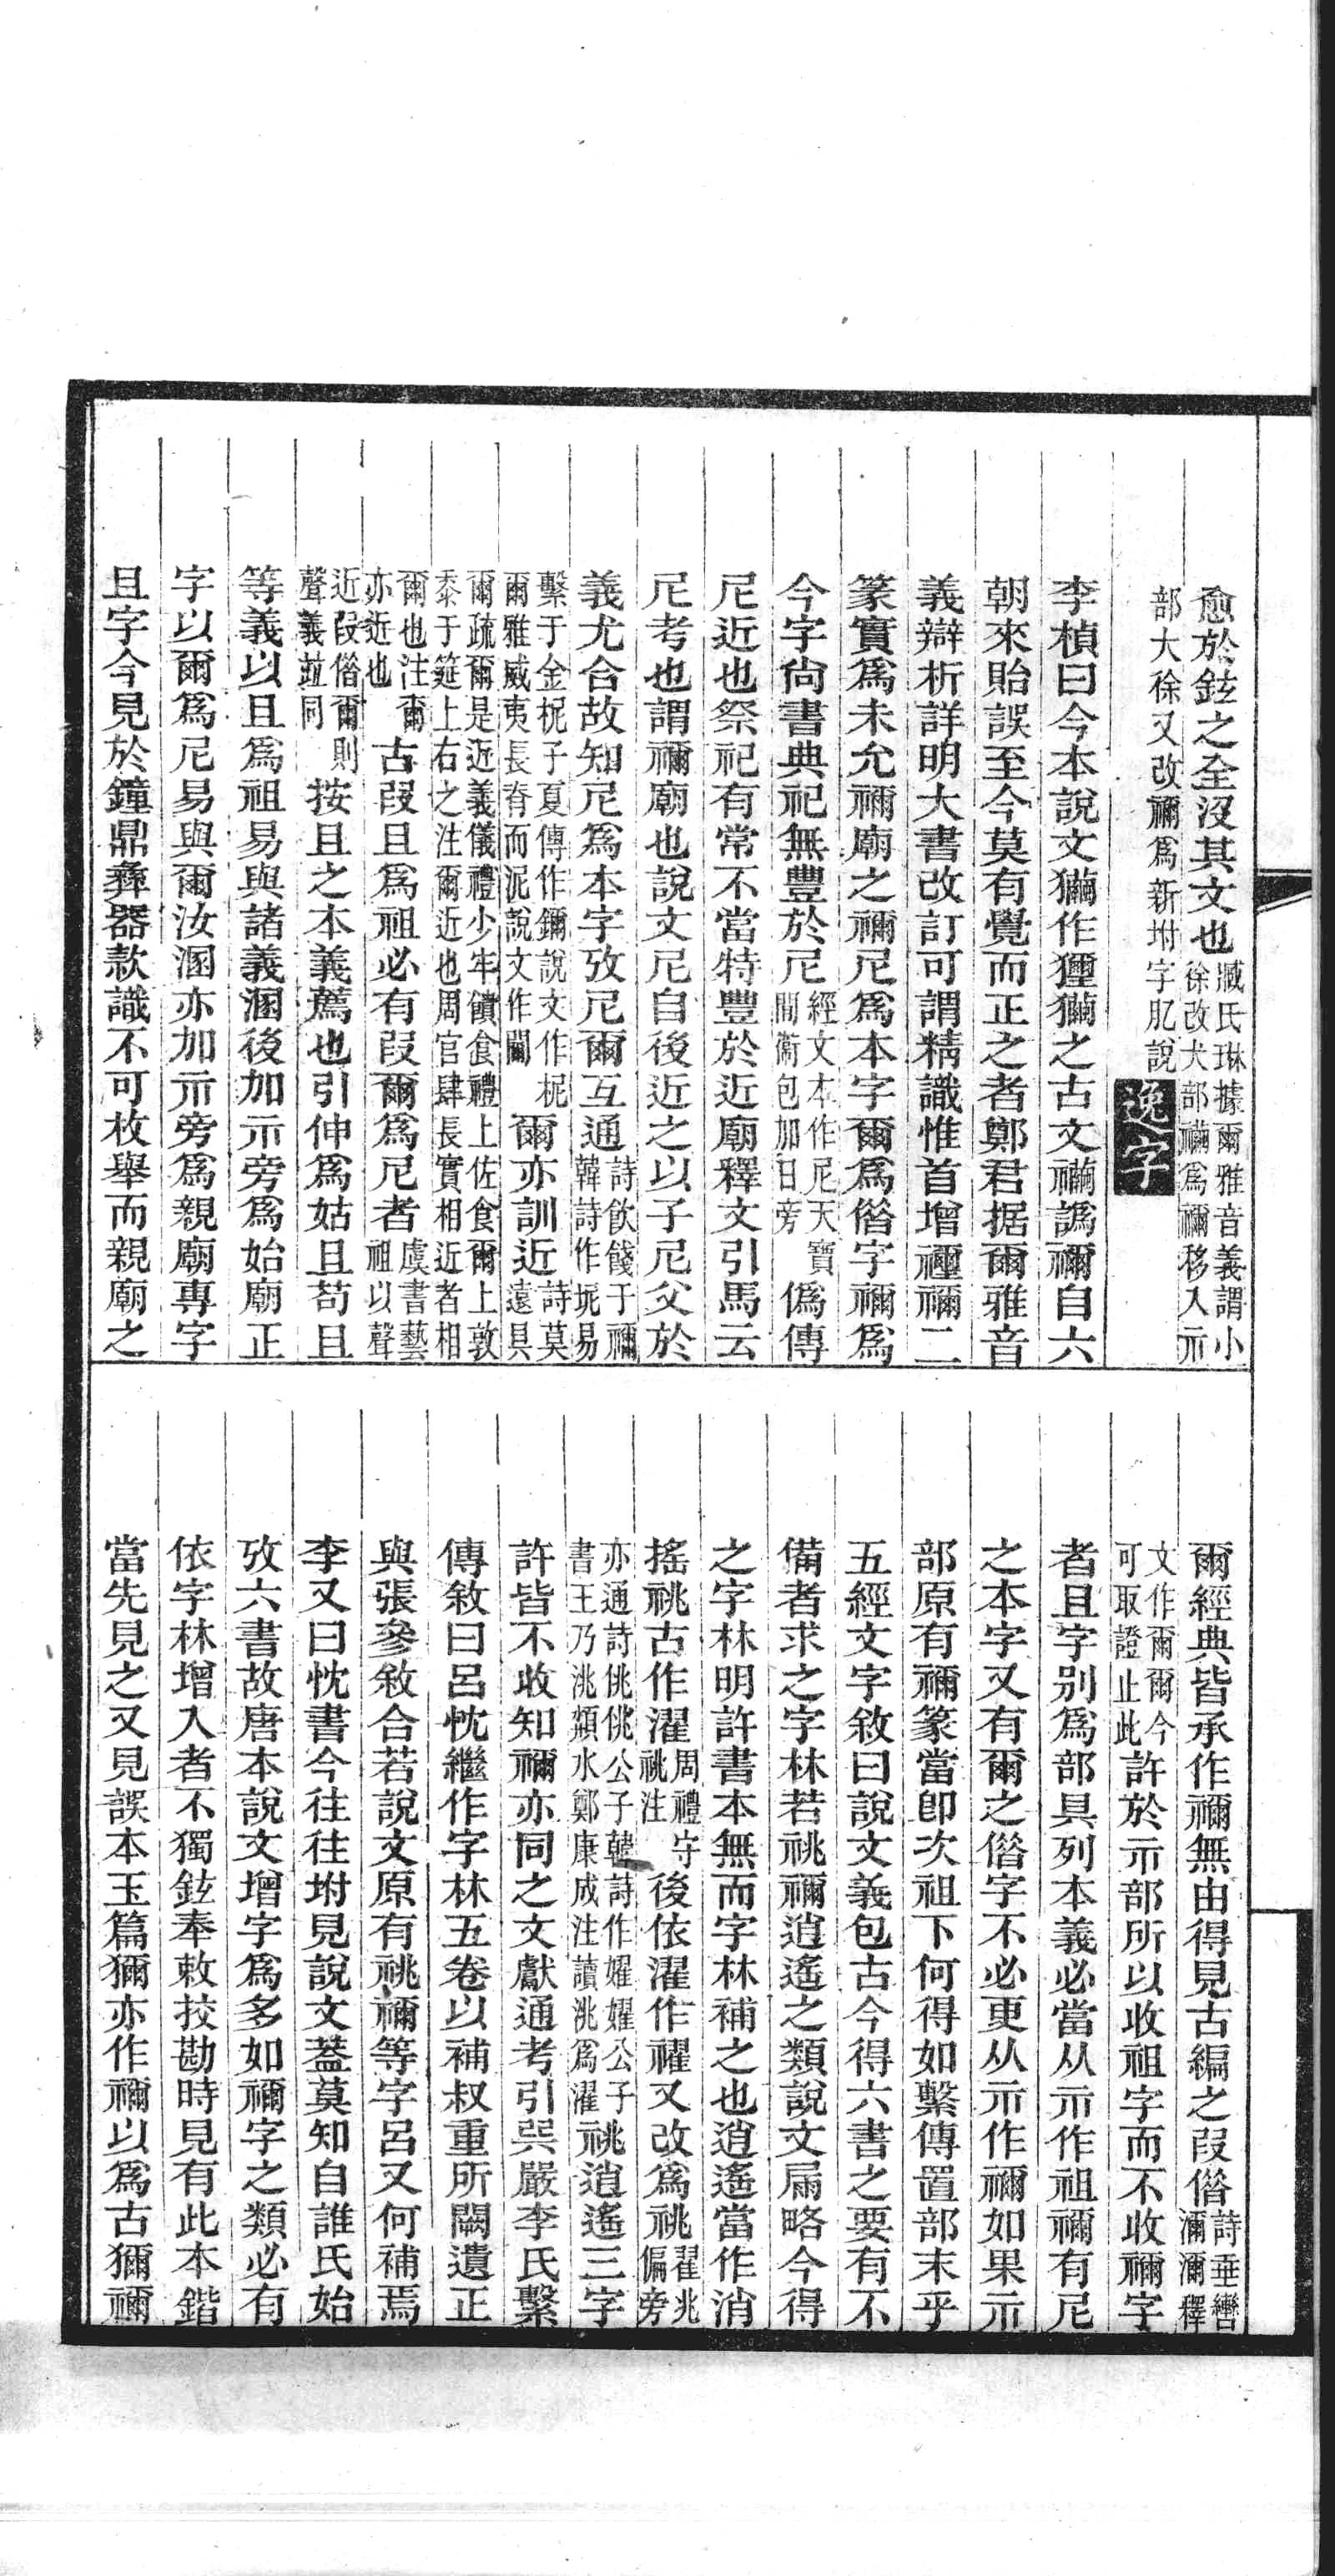 愈於鉉之全沒其文也臧氏琳據爾雅音義謂小徐改犬部𤣗爲禰移入示
部大徐又改禰爲新坿字㞋說逸字
李楨曰今本說文𤣗作玃𤣗之古文𥛃譌禰自六
朝來貽誤至今莫有覺而正之者鄭君据爾雅音
義辯析詳明大書改訂可謂精識惟首增禋禰二
篆實爲未允禰廟之禰尼爲本字爾爲偺字禰爲
今字尙書典祀無豐於尼經文本作尼天寶間衞包加日旁僞傳
尼近也祭祀有常不當特豐於近廟釋文引馬云
尼考也謂禰廟也說文尼自後近之以子尼父於
義尤合故知尼爲本字攷尼爾互通詩飮餞于禰韓詩作坭易
繫于金柅子夏傳作鑈說文作柅爾雅威夷長脊而泥說文作闑爾亦訓近詩莫遠具
爾疏爾是近義儀禮少牢饋食禮上佐食爾上敦黍于筵上右之注爾近也周官肆長實相近者相
爾也注爾亦近也古叚且爲祖必有叚爾爲尼者虞書藝祖以聲
近叚偺爾則聲義竝同按且之本義薦也引伸爲姑且苟且
等義以且爲祖易與諸義溷後加示旁爲始廟正
字以爾爲尼易與爾汝溷亦加示旁爲親廟專字
且字今見於鐘鼎彝器款識不可枚舉而親廟之
爾經典皆承作禰無由得見古編之叚偺詩垂轡濔濔釋
文作爾爾今可取證止此許於示部所以收祖字而不收禰字
者且字别爲部具列本義必當从示作祖禰有尼
之本字又有爾之偺字不必更从示作禰如果示
部原有禰篆當卽次祖下何得如繫傳置部末乎
五經文字敘曰說文義包古今得六書之要有不
備者求之字林若祧禰逍遙之類說文屚略今得
之字林明許書本無而字林補之也逍遙當作消
搖祧古作濯周禮守祧注後依濯作䄠又改爲祧翟兆偏旁
亦通詩佻佻公子韓詩作嬥嬥公子書王乃洮頮水鄭康成注讀洮爲濯祧逍遙三字
許皆不收知禰亦同之文獻通考引巽嚴李氏繫
傳敘曰呂忱繼作字林五卷以補叔重所闕遺正
與張參敘合若說文原有祧禰等字呂又何補焉
李又曰忱書今往往坿見說文葢莫知自誰氏始
攷六書故唐本說文增字爲多如禰字之類必有
依字林增入者不獨鉉奉敕挍勘時見有此本鍇
當先見之又見誤本玉篇獮亦作禰以爲古獮禰